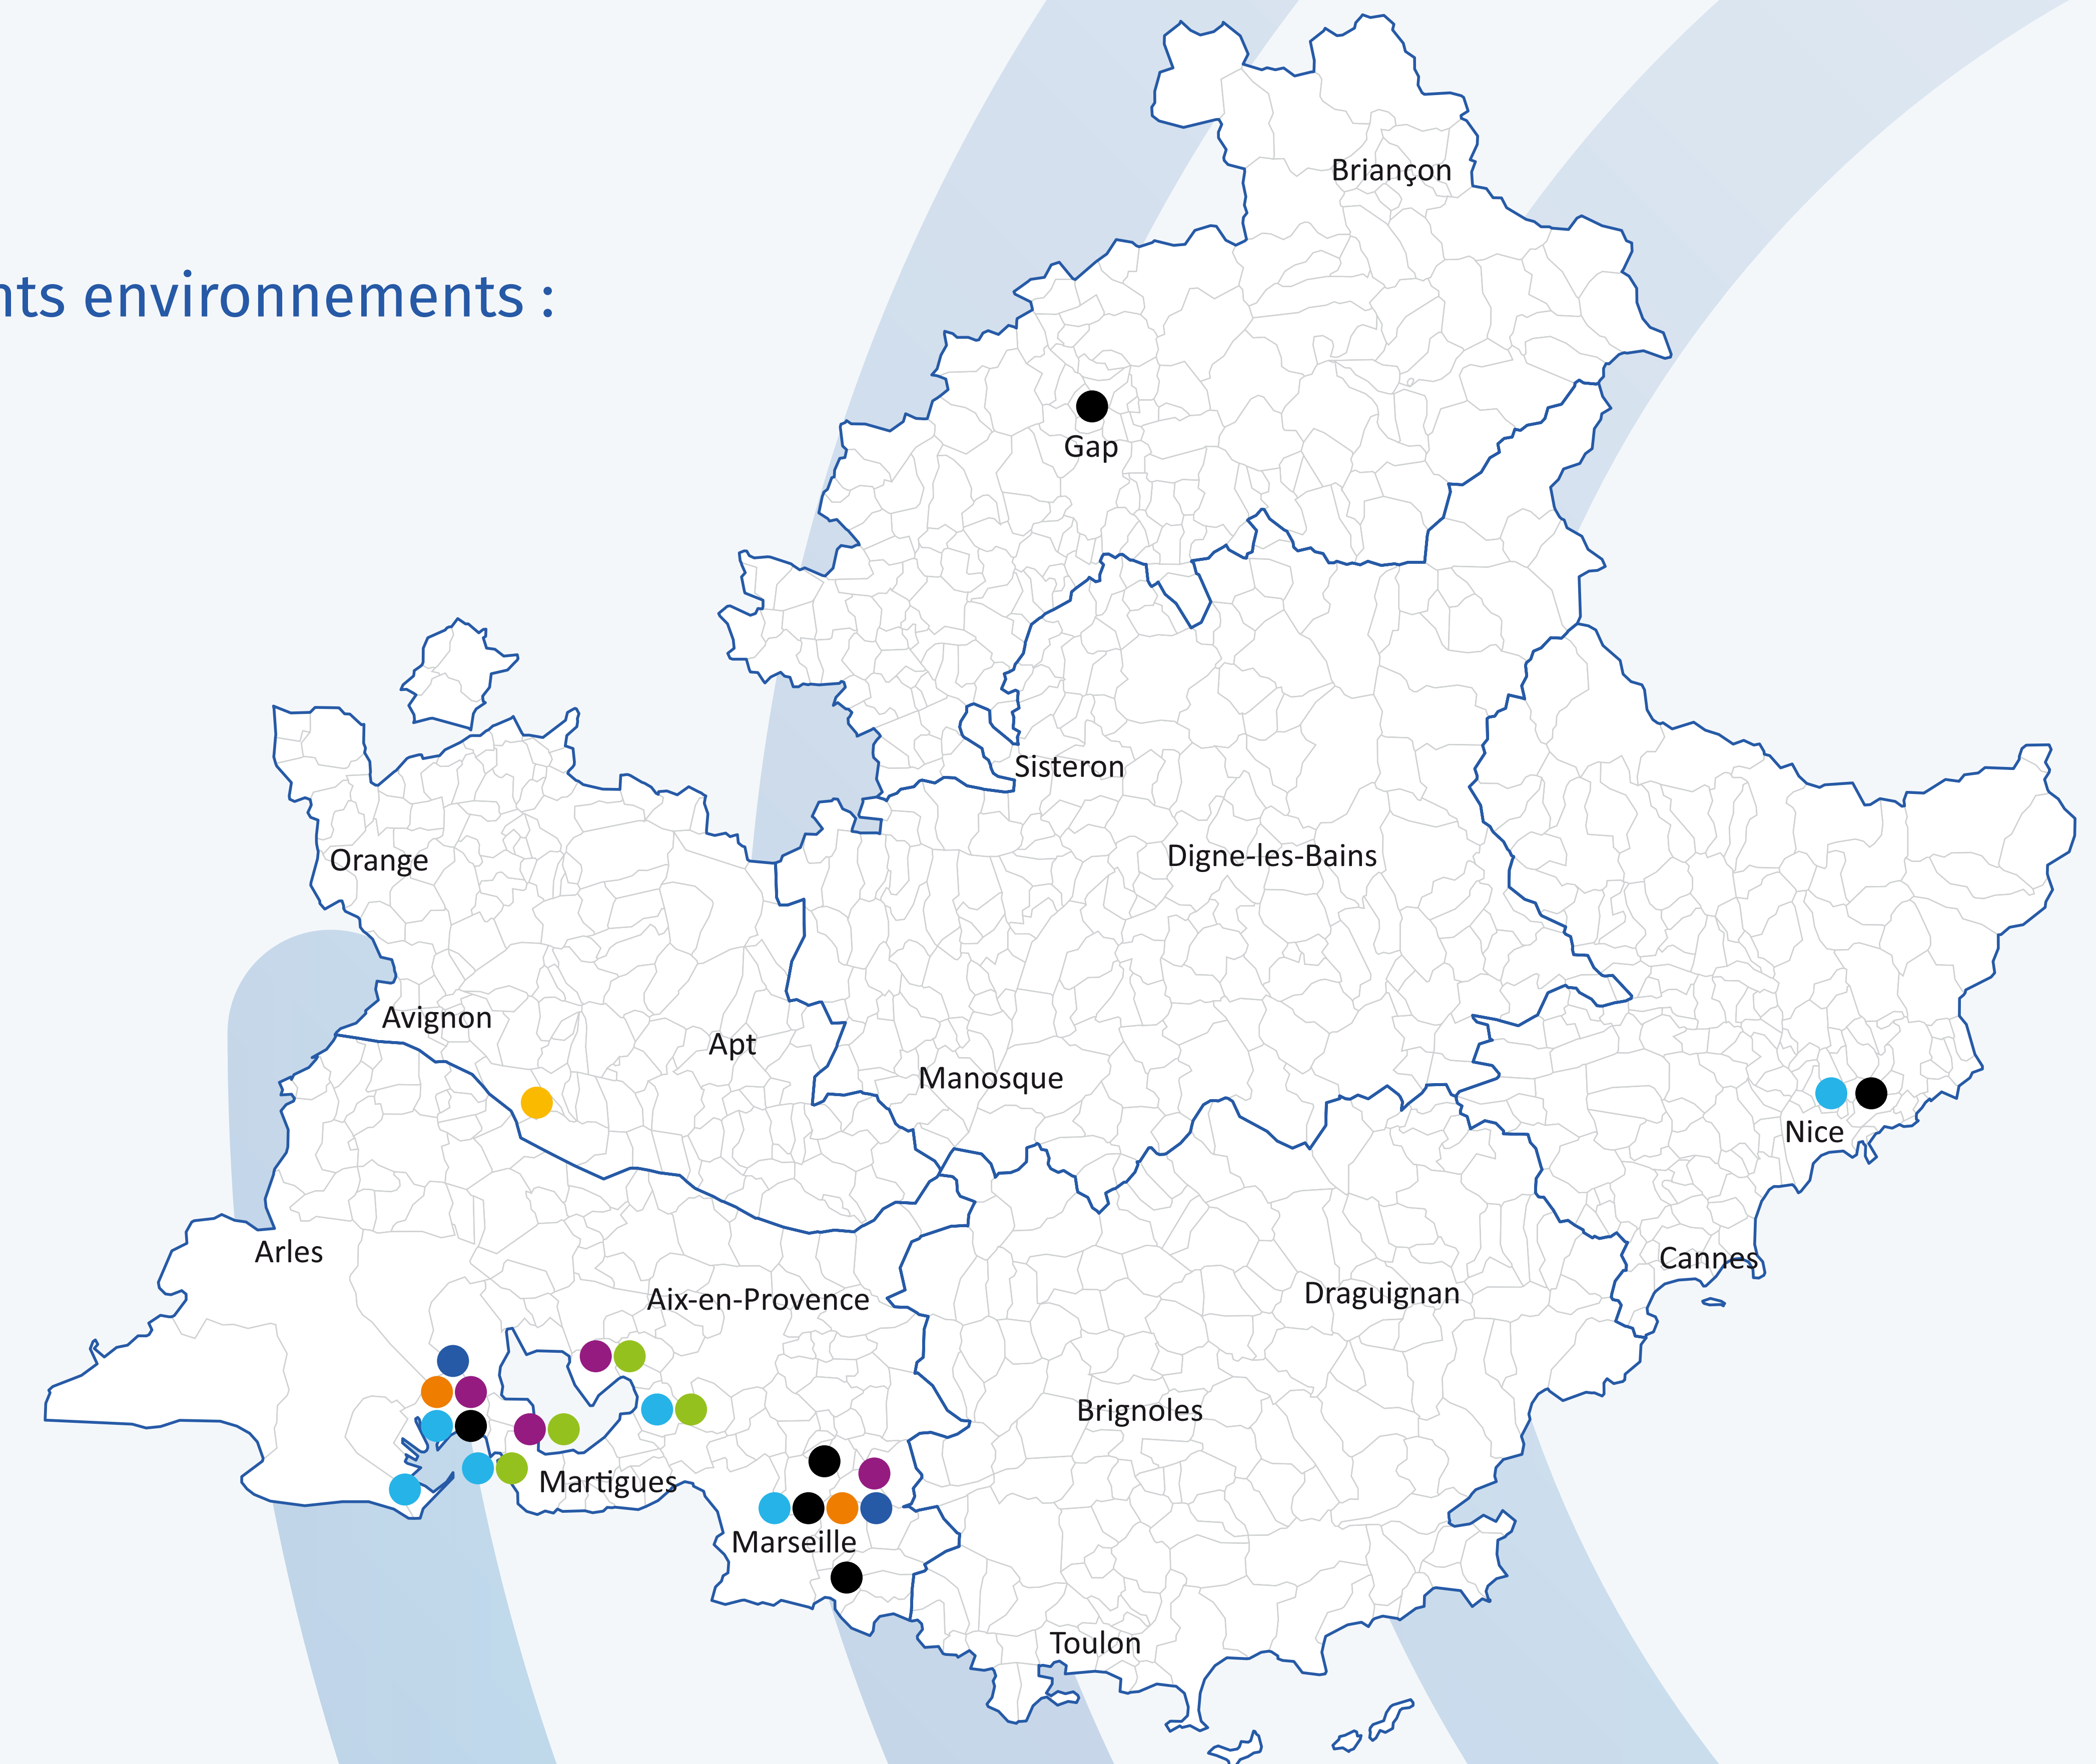 nts environnements :
Briançon
Gap
Sisteron
Orange
Digne-les-Bains
Avignon
Apt
Manosque
Nice
Arles
Cannes
Aix-en-Provence
Draguignan
Brignoles
Martigues
Marseille
Toulon